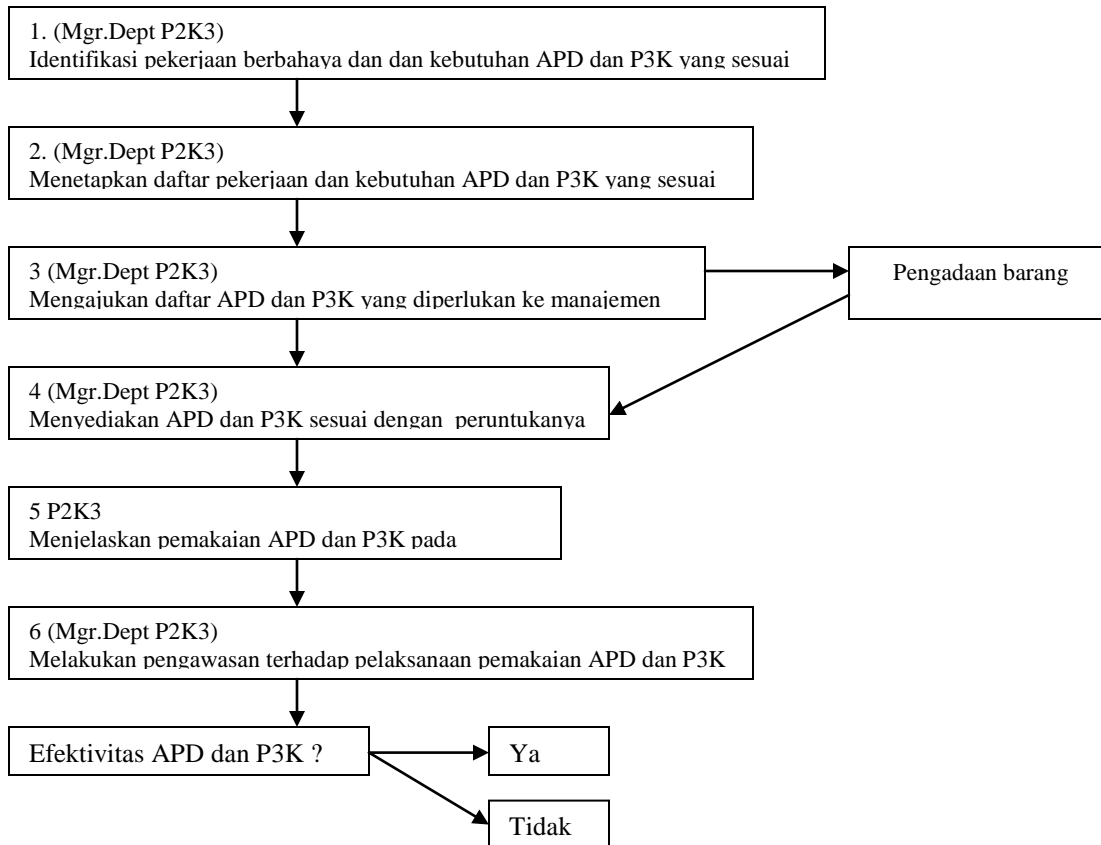 1. (Mgr.Dept P2K3)
Identifikasi pekerjaan berbahaya dan dan kebutuhan APD dan P3K yang sesuai
2. (Mgr.Dept P2K3)
Menetapkan daftar pekerjaan dan kebutuhan APD dan P3K yang sesuai
3 (Mgr.Dept P2K3)
Mengajukan daftar APD dan P3K yang diperlukan ke manajemen
Pengadaan barang
4 (Mgr.Dept P2K3)
Menyediakan APD dan P3K sesuai dengan  peruntukanya
5 P2K3
Menjelaskan pemakaian APD dan P3K pada
6 (Mgr.Dept P2K3)
Melakukan pengawasan terhadap pelaksanaan pemakaian APD dan P3K
Efektivitas APD dan P3K ?
Ya
Tidak